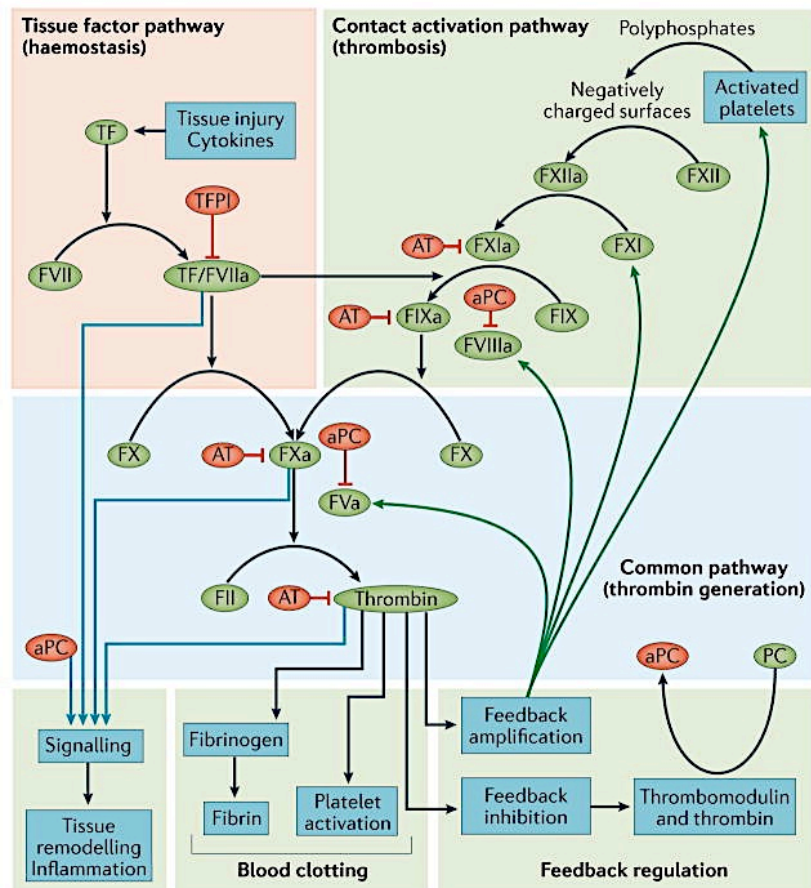 Tissue factor pathway
(haemostasis)
Contact activation pathway
(thrombosis)
Polyphosphates
TF
Tissue injury
Cytokines
Negatively
charged surfaces
Activated
platelets
FXIIa
FXII
TFPI
AT
FXIa
FXI
FVII
TF/FVIIa
aPC
AT
FIXa
FIX
FVIIIa
FX
AT
FXa
aPC
FX
FVa
Common pathway
(thrombin generation)
FII
AT
Thrombin
aPC
aPC
PC
Signalling
Fibrinogen
Feedback
amplification
Tissue
remodelling
Inflammation
Fibrin
Platelet
activation
Feedback
inhibition
Thrombomodulin
and thrombin
Blood clotting
Feedback regulation